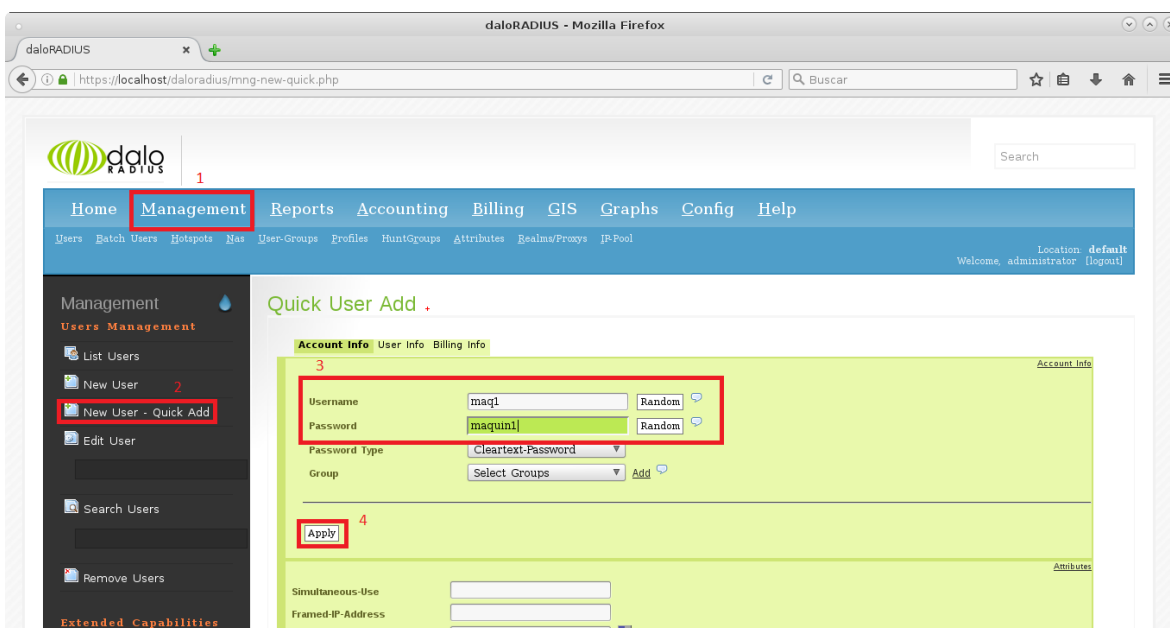 daloRADIUS - Mozilla Firefox
daloRADIUS
https://localhost/daloradius/mng-new-quick.php
Buscar
dalo
RADIUS
Search
1
Home Management Reports Accounting Billing GIS Graphs Config Help
Users Batch Users Hotspots Nas User-Groups Profiles HuntGroups Attributes Realms/Proxys IP-Pool
Location: default
Welcome, administrator [logout]
Management
Users Management
List Users
New User
2
New User - Quick Add
Edit User
Search Users
Remove Users
Extended Capabilities
Quick User Add
Account Info User Info Billing Info
Account Info
3
Username maq1 Random
Password maquin1 Random
Password Type Cleartext-Password
Group Select Groups Add
4
Apply
Attributes
Simultaneous-Use
Framed-IP-Address